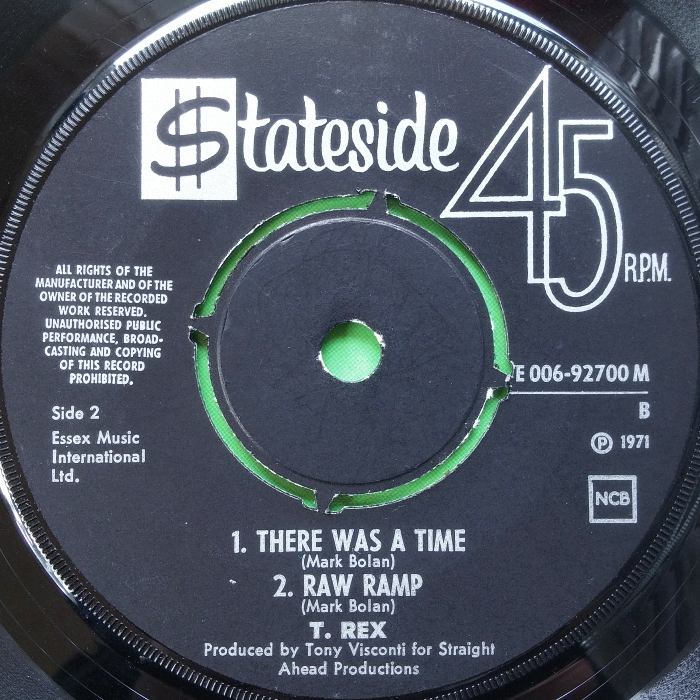 $tateside
45
R.P.M.
ALL RIGHTS OF THE
MANUFACTURER AND OF THE
OWNER OF THE RECORDED
WORK RESERVED.
UNAUTHORISED PUBLIC
PERFORMANCE, BROAD-
CASTING AND COPYING
OF THIS RECORD
PROHIBITED.
E 006-92700 M
B
Side 2
℗ 1971
Essex Music
International
Ltd.
NCB
1. THERE WAS A TIME
(Mark Bolan)
2. RAW RAMP
(Mark Bolan)
T. REX
Produced by Tony Visconti for Straight
Ahead Productions